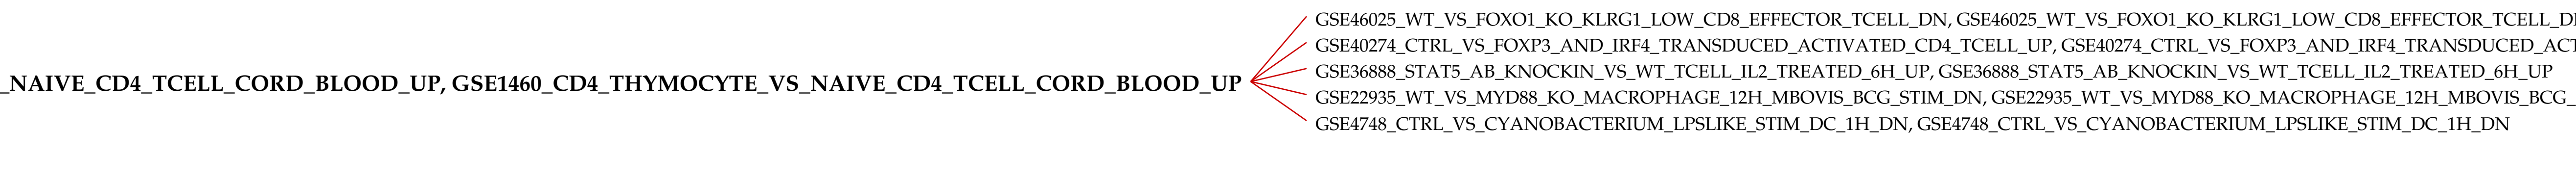 GSE46025_WT_VS_FOXO1_KO_KLRG1_LOW_CD8_EFFECTOR_TCELL_DN, GSE46025_WT_VS_FOXO1_KO_KLRG1_LOW_CD8_EFFECTOR_TCELL_D
GSE40274_CTRL_VS_FOXP3_AND_IRF4_TRANSDUCED_ACTIVATED_CD4_TCELL_UP, GSE40274_CTRL_VS_FOXP3_AND_IRF4_TRANSDUCED_ACT
GSE36888_STAT5_AB_KNOCKIN_VS_WT_TCELL_IL2_TREATED_6H_UP, GSE36888_STAT5_AB_KNOCKIN_VS_WT_TCELL_IL2_TREATED_6H_UP
_NAIVE_CD4_TCELL_CORD_BLOOD_UP, GSE1460_CD4_THYMOCYTE_VS_NAIVE_CD4_TCELL_CORD_BLOOD_UP
GSE22935_WT_VS_MYD88_KO_MACROPHAGE_12H_MBOVIS_BCG_STIM_DN, GSE22935_WT_VS_MYD88_KO_MACROPHAGE_12H_MBOVIS_BCG_
GSE4748_CTRL_VS_CYANOBACTERIUM_LPSLIKE_STIM_DC_1H_DN, GSE4748_CTRL_VS_CYANOBACTERIUM_LPSLIKE_STIM_DC_1H_DN